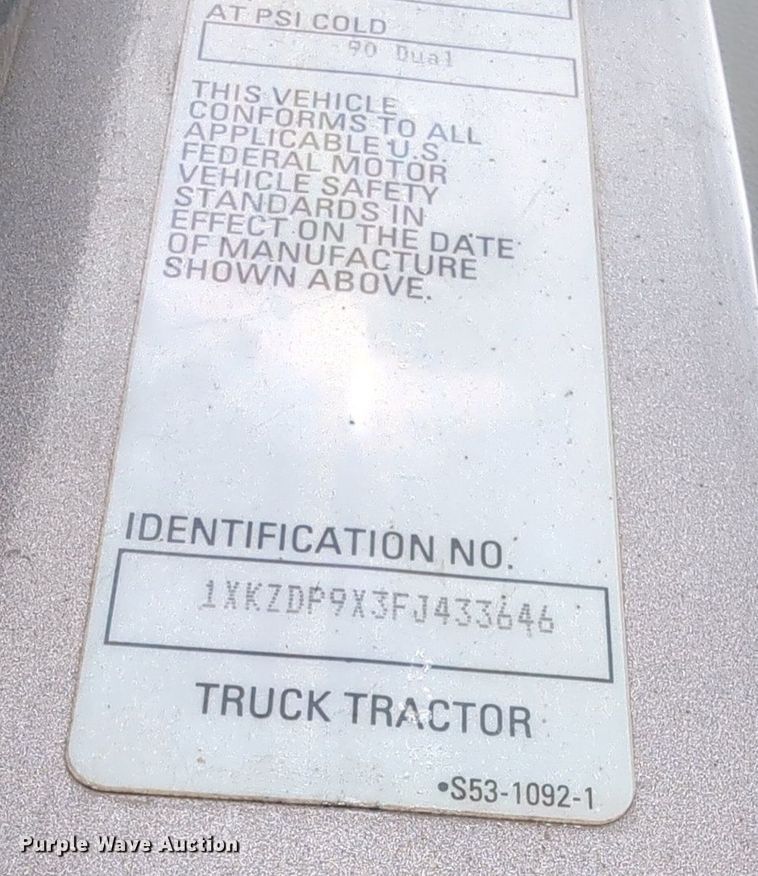 AT PSI COLD
90 Dual
THIS VEHICLE
CONFORMS TO ALL
APPLICABLE U.S.
FEDERAL MOTOR
VEHICLE SAFETY
STANDARDS IN
EFFECT ON THE DATE
OF MANUFACTURE
SHOWN ABOVE.
IDENTIFICATION NO.
1XKZDP9X3FJ433646
TRUCK TRACTOR
•S53-1092-1
Purple Wave Auction